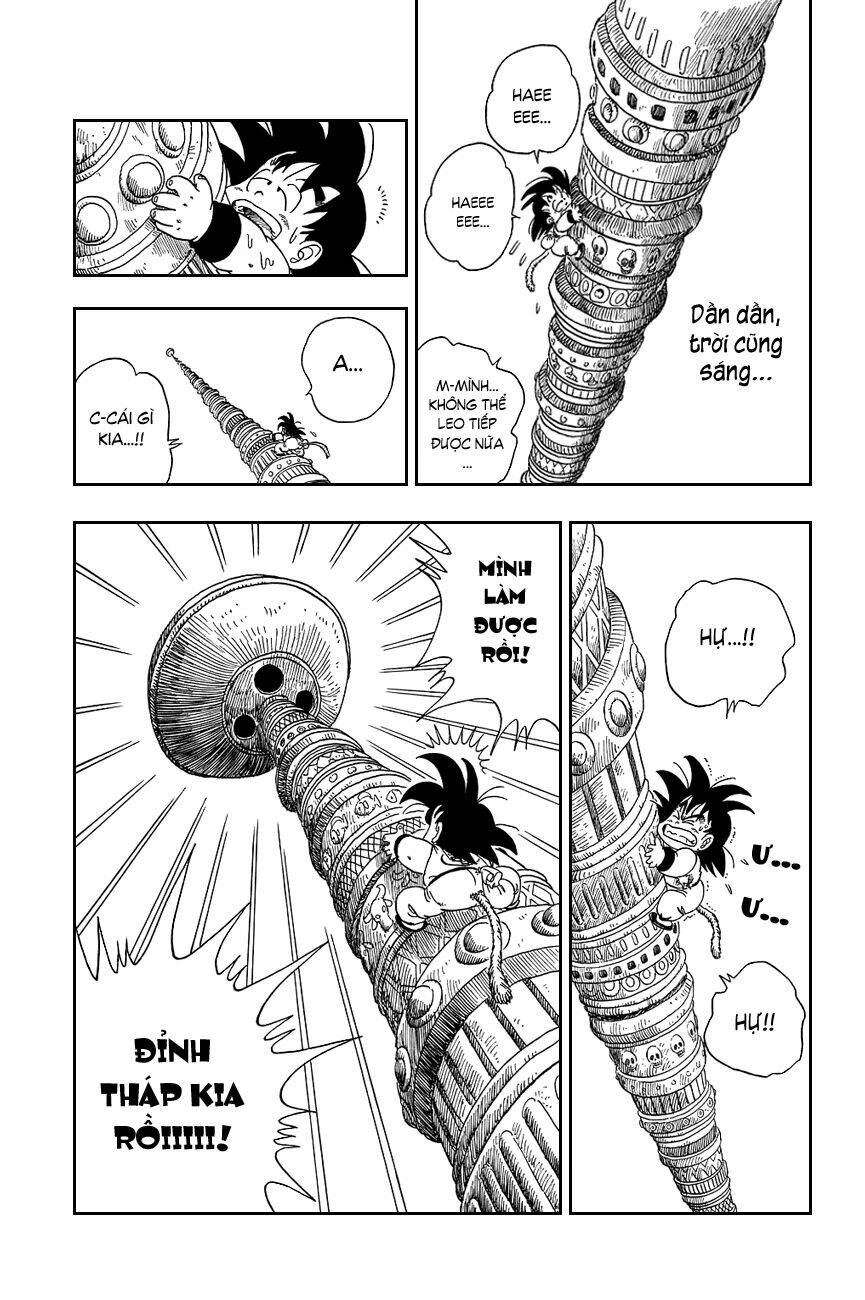 HAEE
EEE...
HAEEE
EEE...
Dần dần,
trời cũng
sáng...
M-MÌNH...
KHÔNG THỂ
LEO TIẾP
ĐƯỢC NỮA
...
A...
C-CÁI GÌ
KIA...!!
HỰ...!!
Ư...
Ư...
HỰ!!
MÌNH
LÀM
ĐƯỢC
RỒI!
ĐỈNH
THÁP KIA
RỒIIIII!